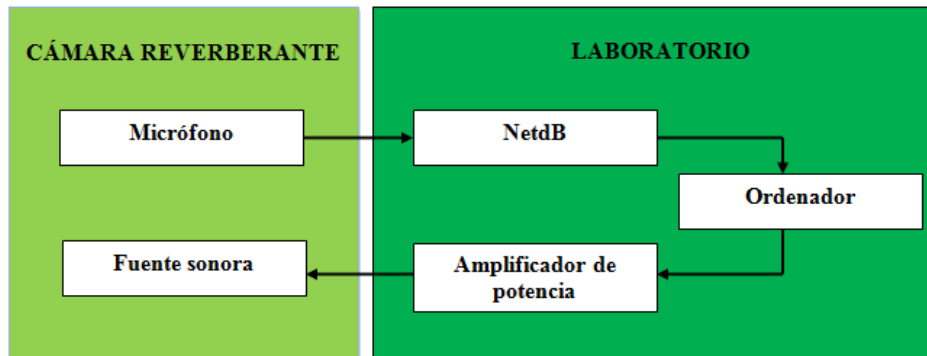 CÁMARA REVERBERANTE
LABORATORIO
Micrófono
NetdB
Ordenador
Fuente sonora
Amplificador de
potencia